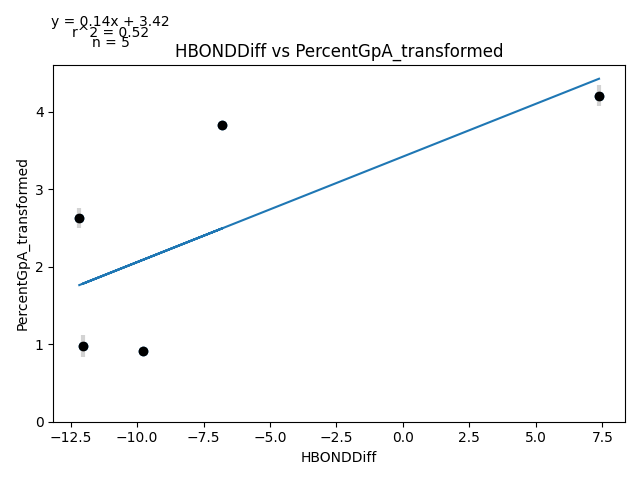 y = 0.14x + 3.42
r^2 = 0.52
n = 5
HBONDDiff vs PercentGpA_transformed
PercentGpA_transformed
4
3
2
1
0
−12.5 −10.0 −7.5 −5.0 −2.5 0.0 2.5 5.0 7.5
HBONDDiff